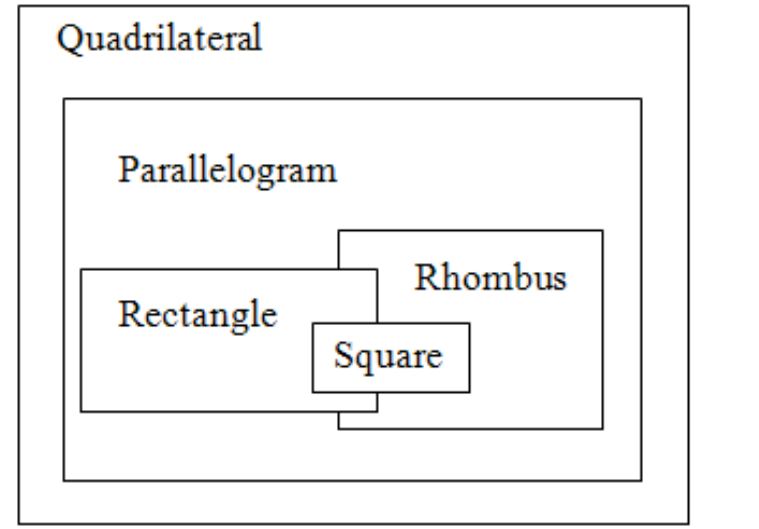 Quadrilateral
Parallelogram
Rhombus
Rectangle
Square